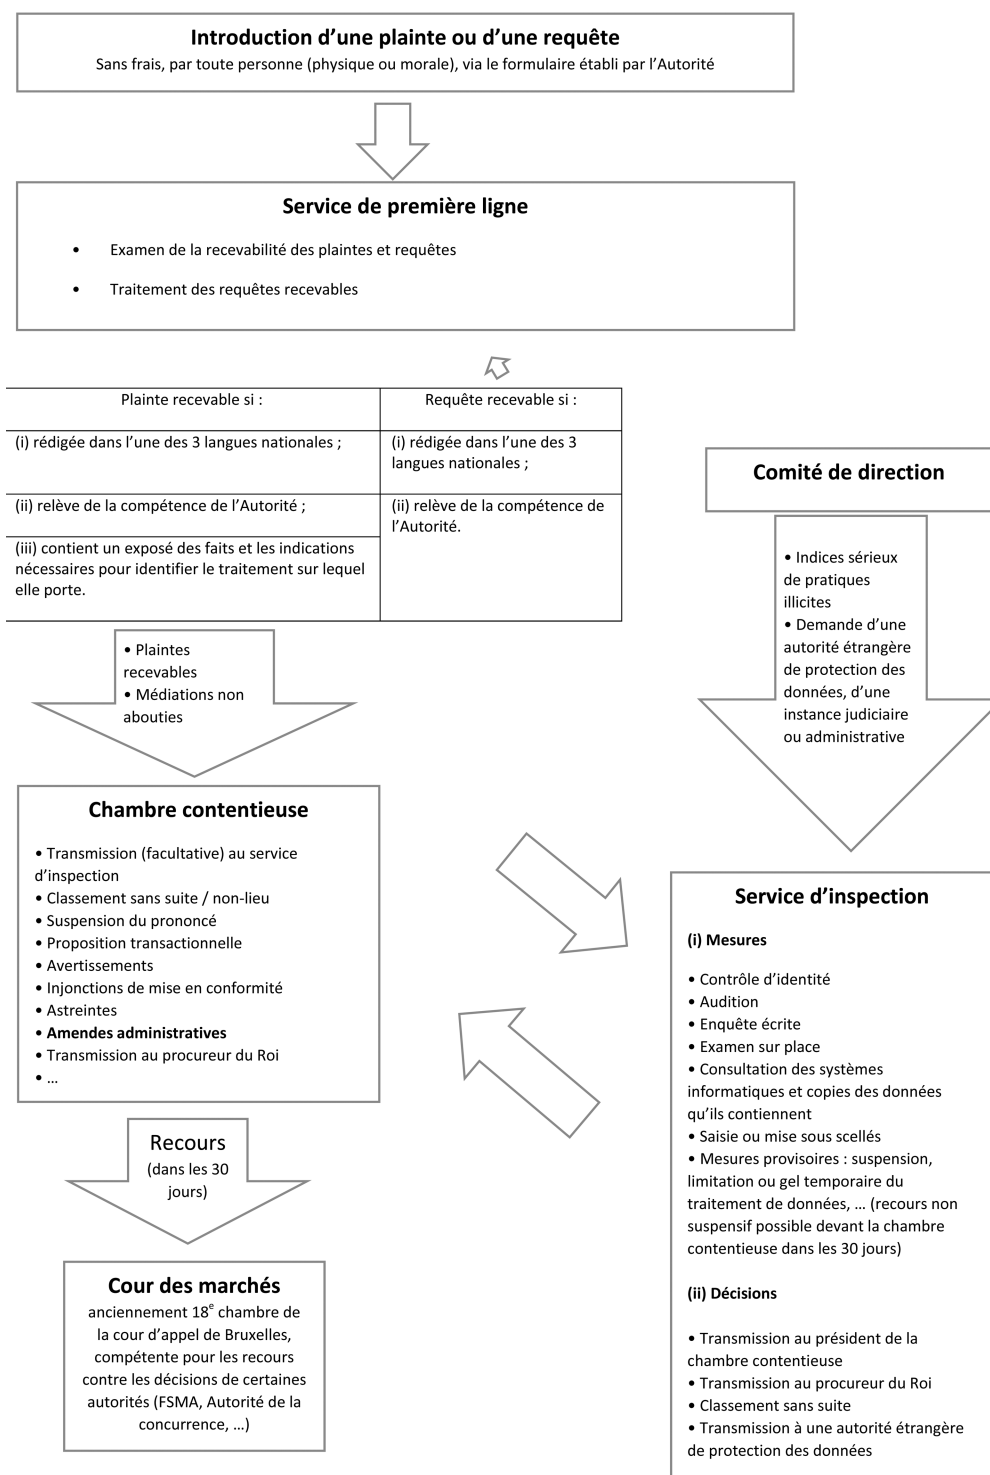 Introduction d’une plainte ou d’une requête
Sans frais, par toute personne (physique ou morale), via le formulaire établi par l’Autorité
Service de première ligne
• Examen de la recevabilité des plaintes et requêtes
• Traitement des requêtes recevables
Plainte recevable si :
Requête recevable si :
(i) rédigée dans l’une des 3 langues nationales ;
(i) rédigée dans l’une des 3
langues nationales ;
(ii) relève de la compétence de l’Autorité ;
(ii) relève de la compétence de
l’Autorité.
(iii) contient un exposé des faits et les indications
nécessaires pour identifier le traitement sur lequel
elle porte.
Comité de direction
• Indices sérieux
de pratiques
illicites
• Demande d’une
autorité étrangère
de protection des
données, d’une
instance judiciaire
ou administrative
• Plaintes
recevables
• Médiations non
abouties
Chambre contentieuse
• Transmission (facultative) au service
d’inspection
• Classement sans suite / non-lieu
• Suspension du prononcé
• Proposition transactionnelle
• Avertissements
• Injonctions de mise en conformité
• Astreintes
• Amendes administratives
• Transmission au procureur du Roi
• …
Recours
(dans les 30
jours)
Cour des marchés
anciennement 18e chambre de
la cour d’appel de Bruxelles,
compétente pour les recours
contre les décisions de certaines
autorités (FSMA, Autorité de la
concurrence, …)
Service d’inspection
(i) Mesures
• Contrôle d’identité
• Audition
• Enquête écrite
• Examen sur place
• Consultation des systèmes
informatiques et copies des données
qu’ils contiennent
• Saisie ou mise sous scellés
• Mesures provisoires : suspension,
limitation ou gel temporaire du
traitement de données, … (recours non
suspensif possible devant la chambre
contentieuse dans les 30 jours)
(ii) Décisions
• Transmission au président de la
chambre contentieuse
• Transmission au procureur du Roi
• Classement sans suite
• Transmission à une autorité étrangère
de protection des données